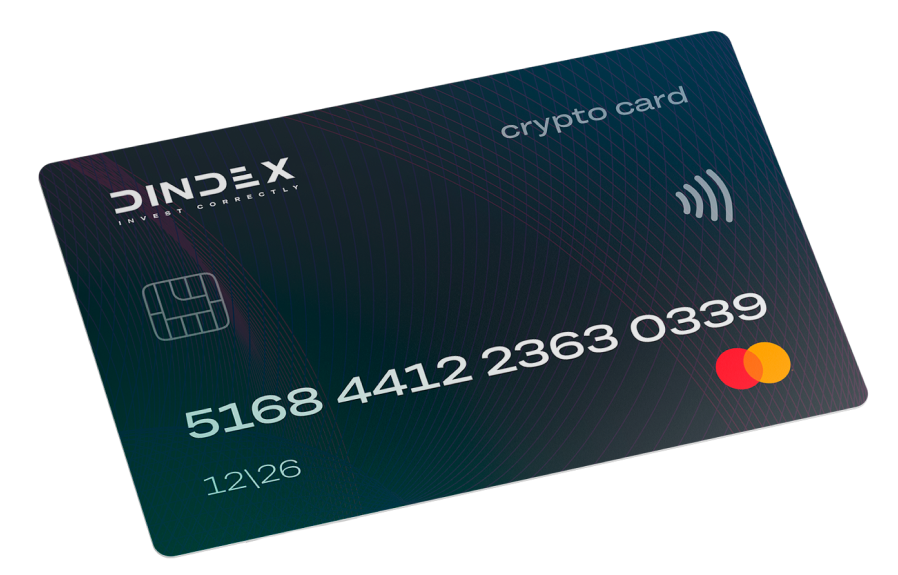 crypto card
DINDEX
INVEST CORRECTLY
5168 4412 2363 0339
12\26